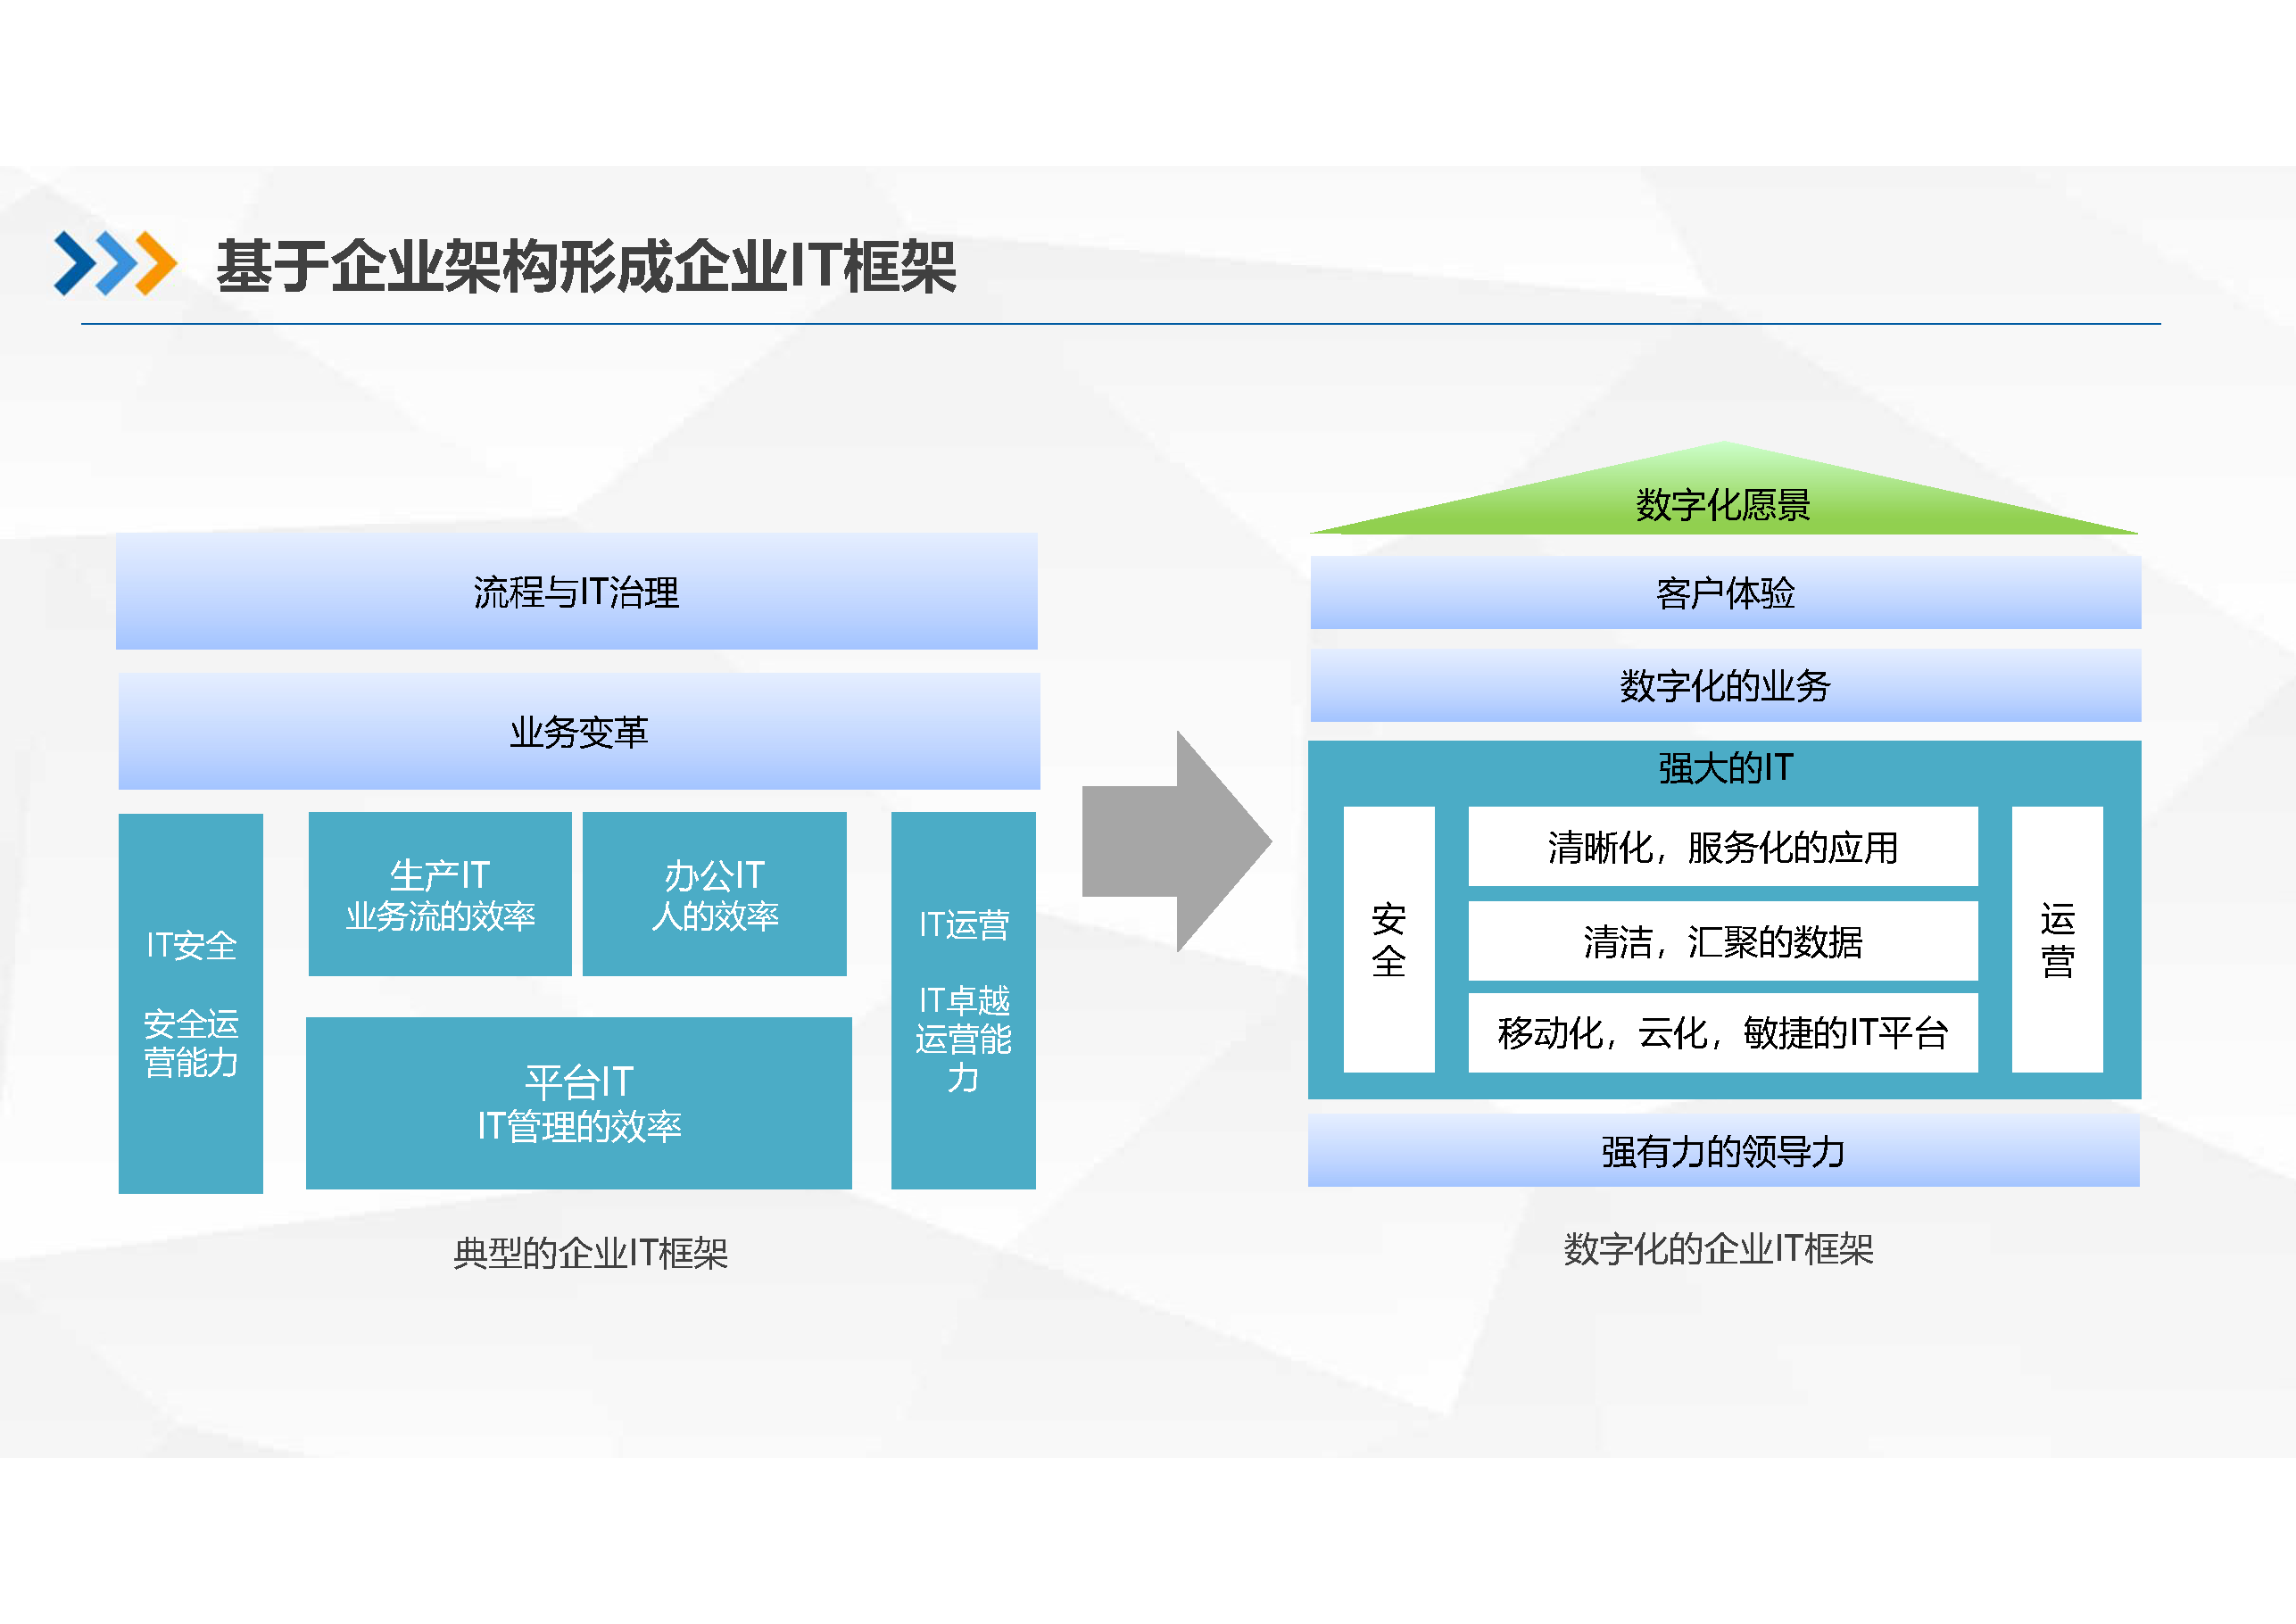 基于企业架构形成企业IT框架
流程与IT治理
业务变革
IT安全
安全运
营能力
生产IT
业务流的效率
办公IT
人的效率
平台IT
IT管理的效率
IT运营
IT卓越
运营能
力
典型的企业IT框架
数字化愿景
客户体验
数字化的业务
强大的IT
安
全
清晰化，服务化的应用
清洁，汇聚的数据
移动化，云化，敏捷的IT平台
运
营
强有力的领导力
数字化的企业IT框架